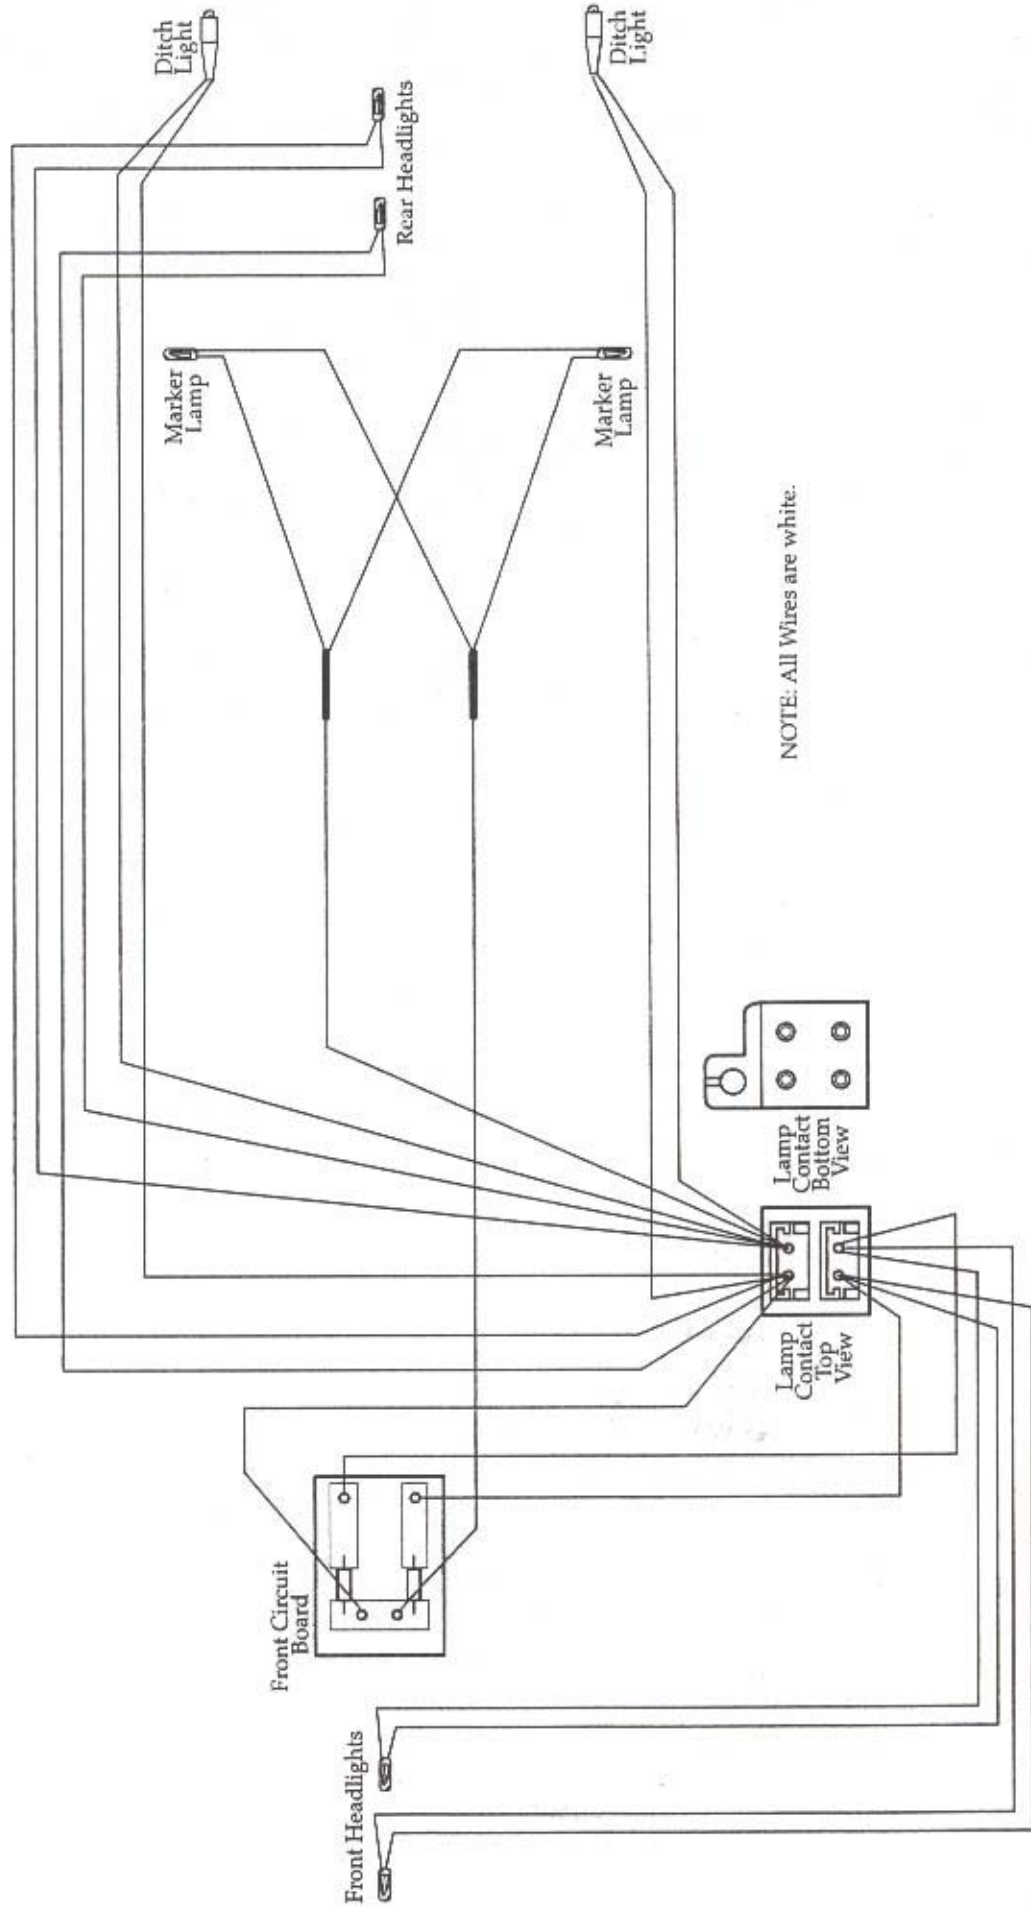 Ditch
Light
Rear Headlights
Marker
Lamp
Ditch
Light
Marker
Lamp
NOTE: All Wires are white.
Lamp
Contact
Bottom
View
Lamp
Contact
Top
View
Front Circuit
Board
Front Headlights